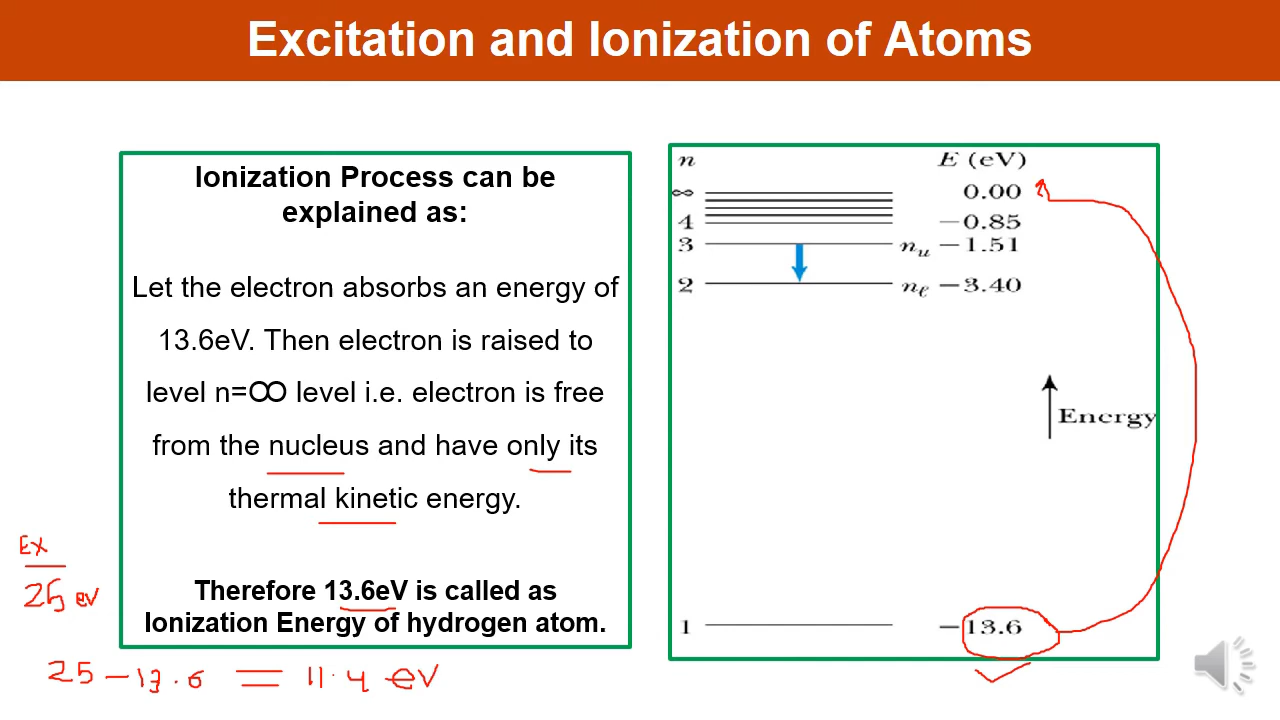 Excitation and Ionization of Atoms
Ionization Process can be
explained as:
Let the electron absorbs an energy of
13.6eV. Then electron is raised to
level n=∞ level i.e. electron is free
from the nucleus and have only its
thermal kinetic energy.
Therefore 13.6eV is called as
Ionization Energy of hydrogen atom.
EX
25 ev
25 - 13.6 = 11.4 eV
n E (eV)
∞ 0.00
4 −0.85
3 nᵤ −1.51
2 nℓ −3.40
Energy
1 −13.6